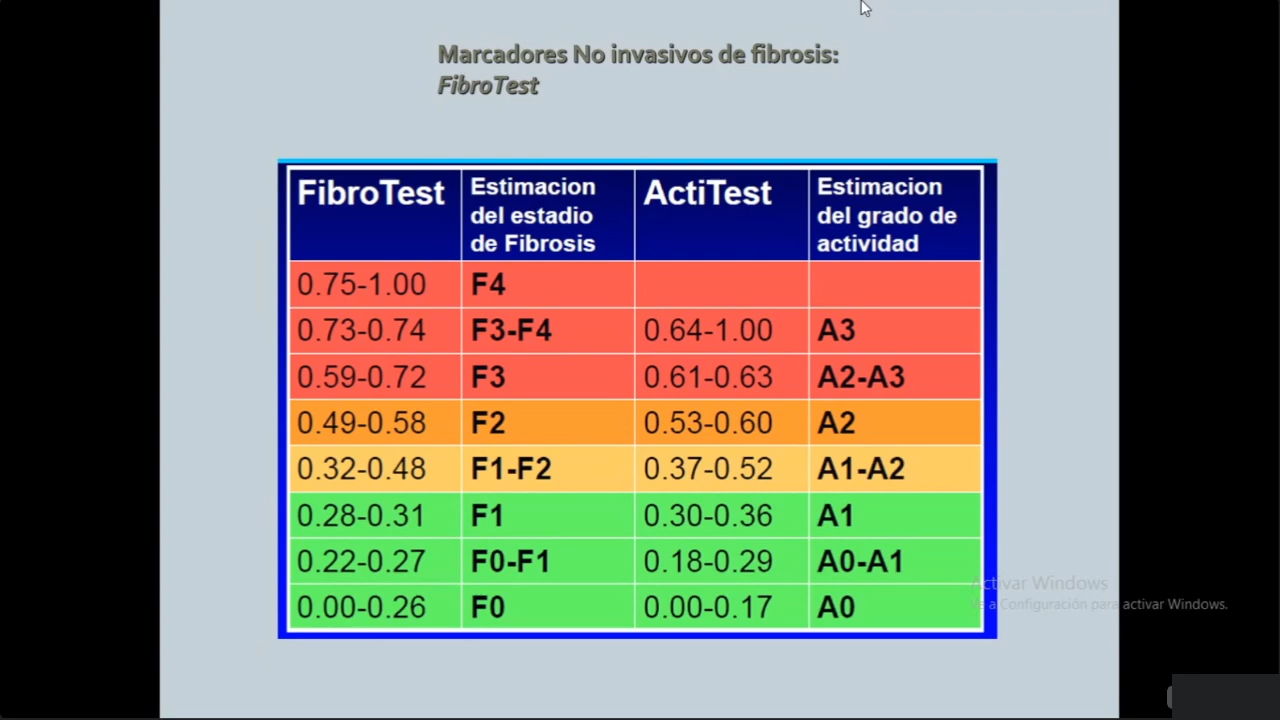 Marcadores No invasivos de fibrosis:
FibroTest
FibroTest Estimacion del estadio de Fibrosis ActiTest Estimacion del grado de actividad
0.75-1.00 F4
0.73-0.74 F3-F4 0.64-1.00 A3
0.59-0.72 F3 0.61-0.63 A2-A3
0.49-0.58 F2 0.53-0.60 A2
0.32-0.48 F1-F2 0.37-0.52 A1-A2
0.28-0.31 F1 0.30-0.36 A1
0.22-0.27 F0-F1 0.18-0.29 A0-A1
0.00-0.26 F0 0.00-0.17 A0
Activar Windows
Ve a Configuración para activar Windows.